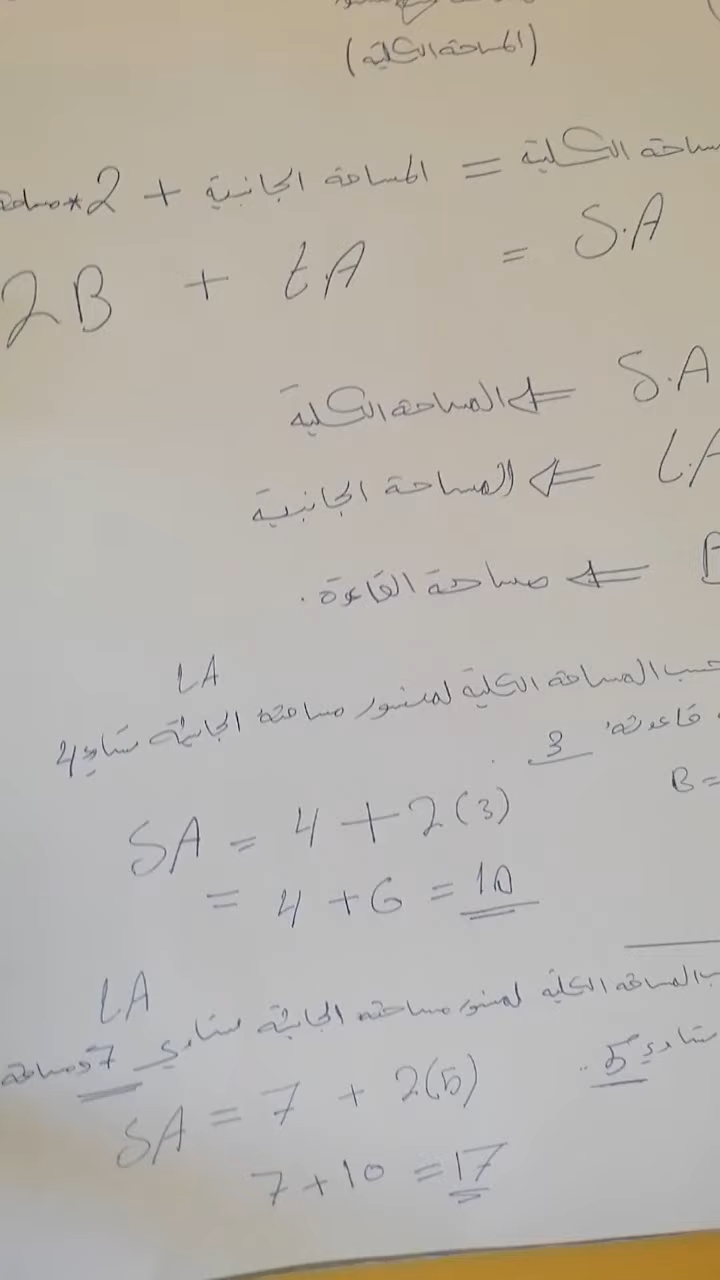 (المساحة الكلية)
المساحة الكلية = المساحة الجانبية + 2*مساحة
S.A = L.A + 2B
S.A ⇐ المساحة الكلية
L.A ⇐ المساحة الجانبية
B ⇐ مساحة القاعدة.
LA
المساحة الكلية لمنشور مساحته الجانبية تساوي 4
قاعدته 3.
B =
SA = 4 + 2(3)
= 4 + 6 = 10
LA
المساحة الكلية لمنشور مساحته الجانبية تساوي 7 ومساحة
تساوي 5.
SA = 7 + 2(5)
7 + 10 = 17